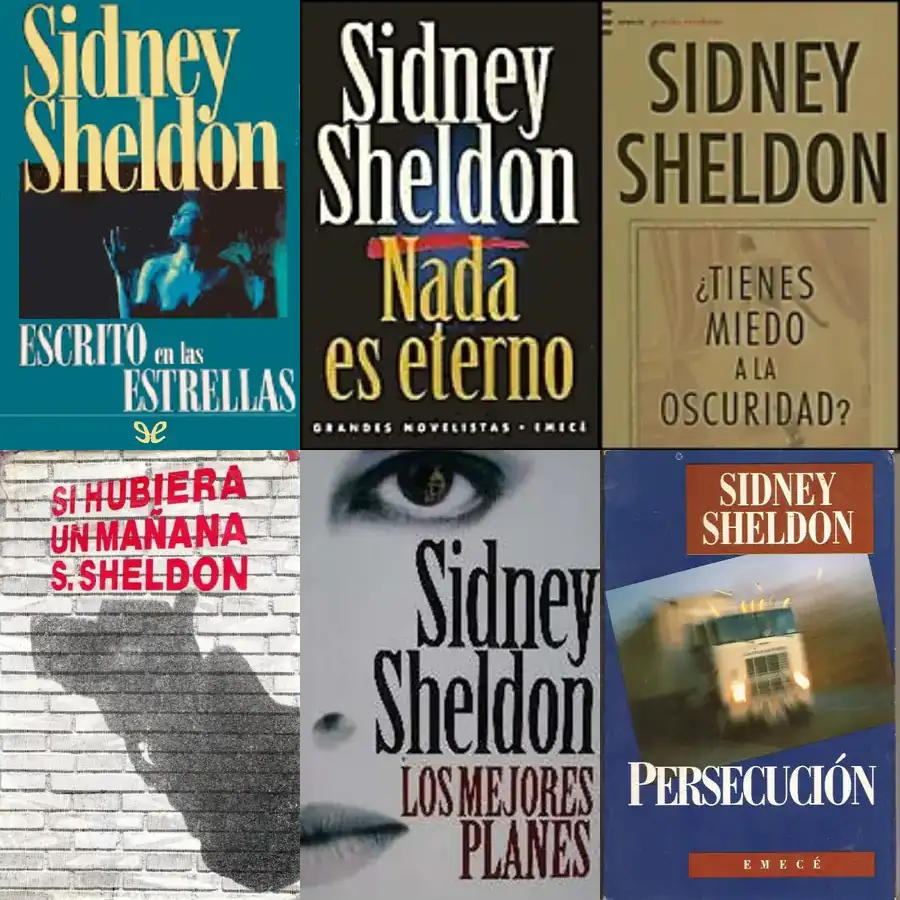 Sidney
Sheldon
ESCRITO en las
ESTRELLAS
Sidney
Sheldon
Nada
es eterno
GRANDES NOVELISTAS • EMECÉ
SIDNEY
SHELDON
¿TIENES
MIEDO
A LA
OSCURIDAD?
SI HUBIERA
UN MAÑANA
S. SHELDON
Sidney
Sheldon
LOS MEJORES
PLANES
SIDNEY
SHELDON
PERSECUCIÓN
EMECÉ